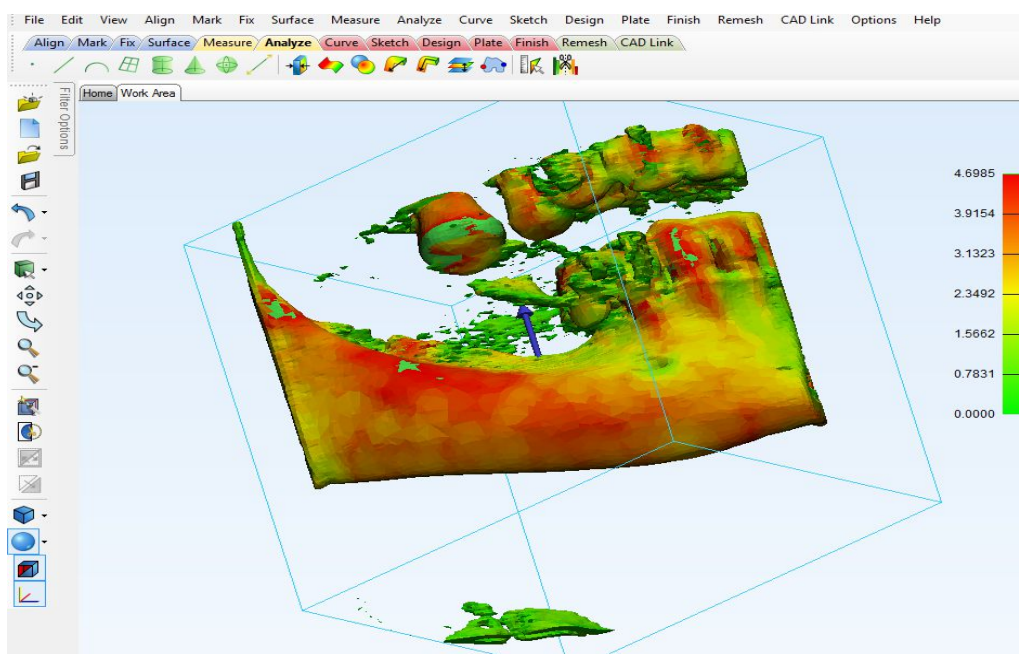 File Edit View Align Mark Fix Surface Measure Analyze Curve Sketch Design Plate Finish Remesh CAD Link Options Help
Align Mark Fix Surface Measure Analyze Curve Sketch Design Plate Finish Remesh CAD Link
Home Work Area
Filter Options
4.6985
3.9154
3.1323
2.3492
1.5662
0.7831
0.0000